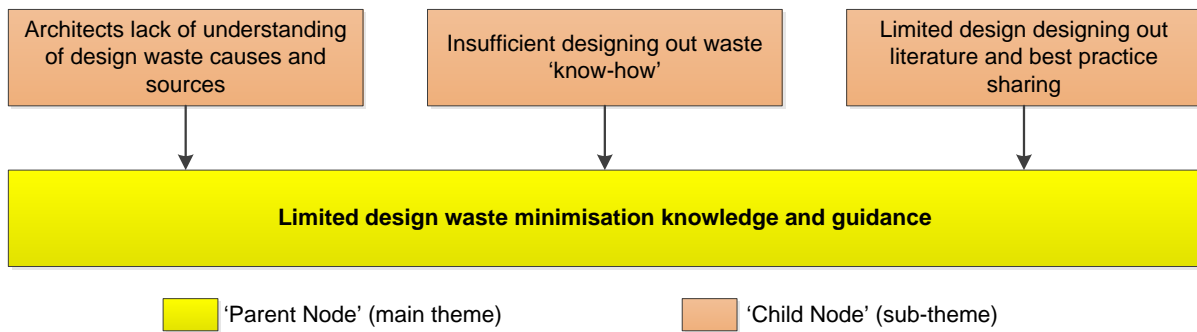 Architects lack of understanding
of design waste causes and
sources
Insufficient designing out waste
‘know-how’
Limited design designing out
literature and best practice
sharing
Limited design waste minimisation knowledge and guidance
‘Parent Node’ (main theme)
‘Child Node’ (sub-theme)